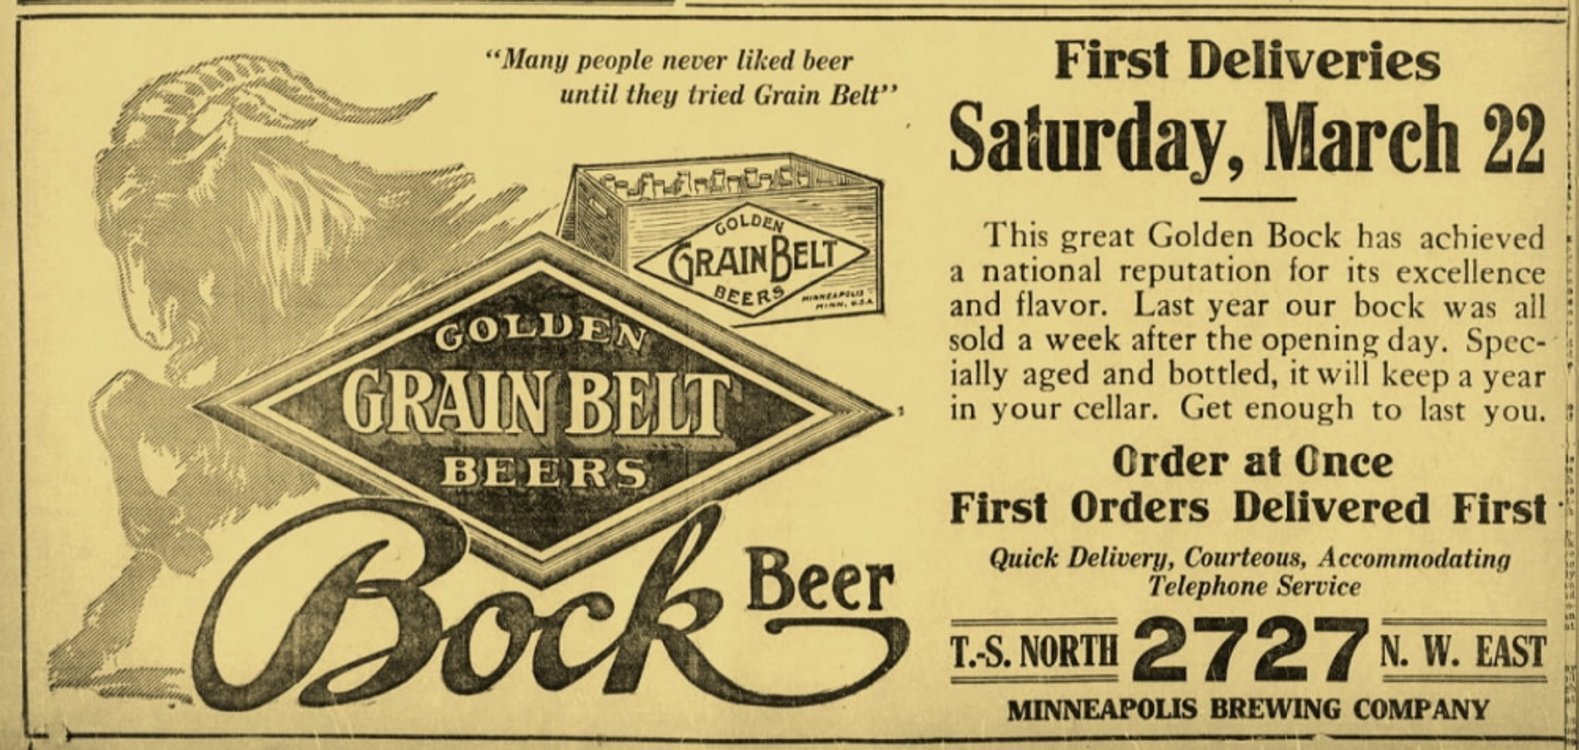 "Many people never liked beer
until they tried Grain Belt"
GOLDEN
GRAIN BELT
BEERS
MINNEAPOLIS
MINN, U.S.A.
GOLDEN
GRAIN BELT
BEERS
Bock Beer
First Deliveries
Saturday, March 22
This great Golden Bock has achieved
a national reputation for its excellence
and flavor. Last year our bock was all
sold a week after the opening day. Spec-
ially aged and bottled, it will keep a year
in your cellar. Get enough to last you.
Order at Once
First Orders Delivered First
Quick Delivery, Courteous, Accommodating
Telephone Service
T.-S. NORTH 2727 N. W. EAST
MINNEAPOLIS BREWING COMPANY